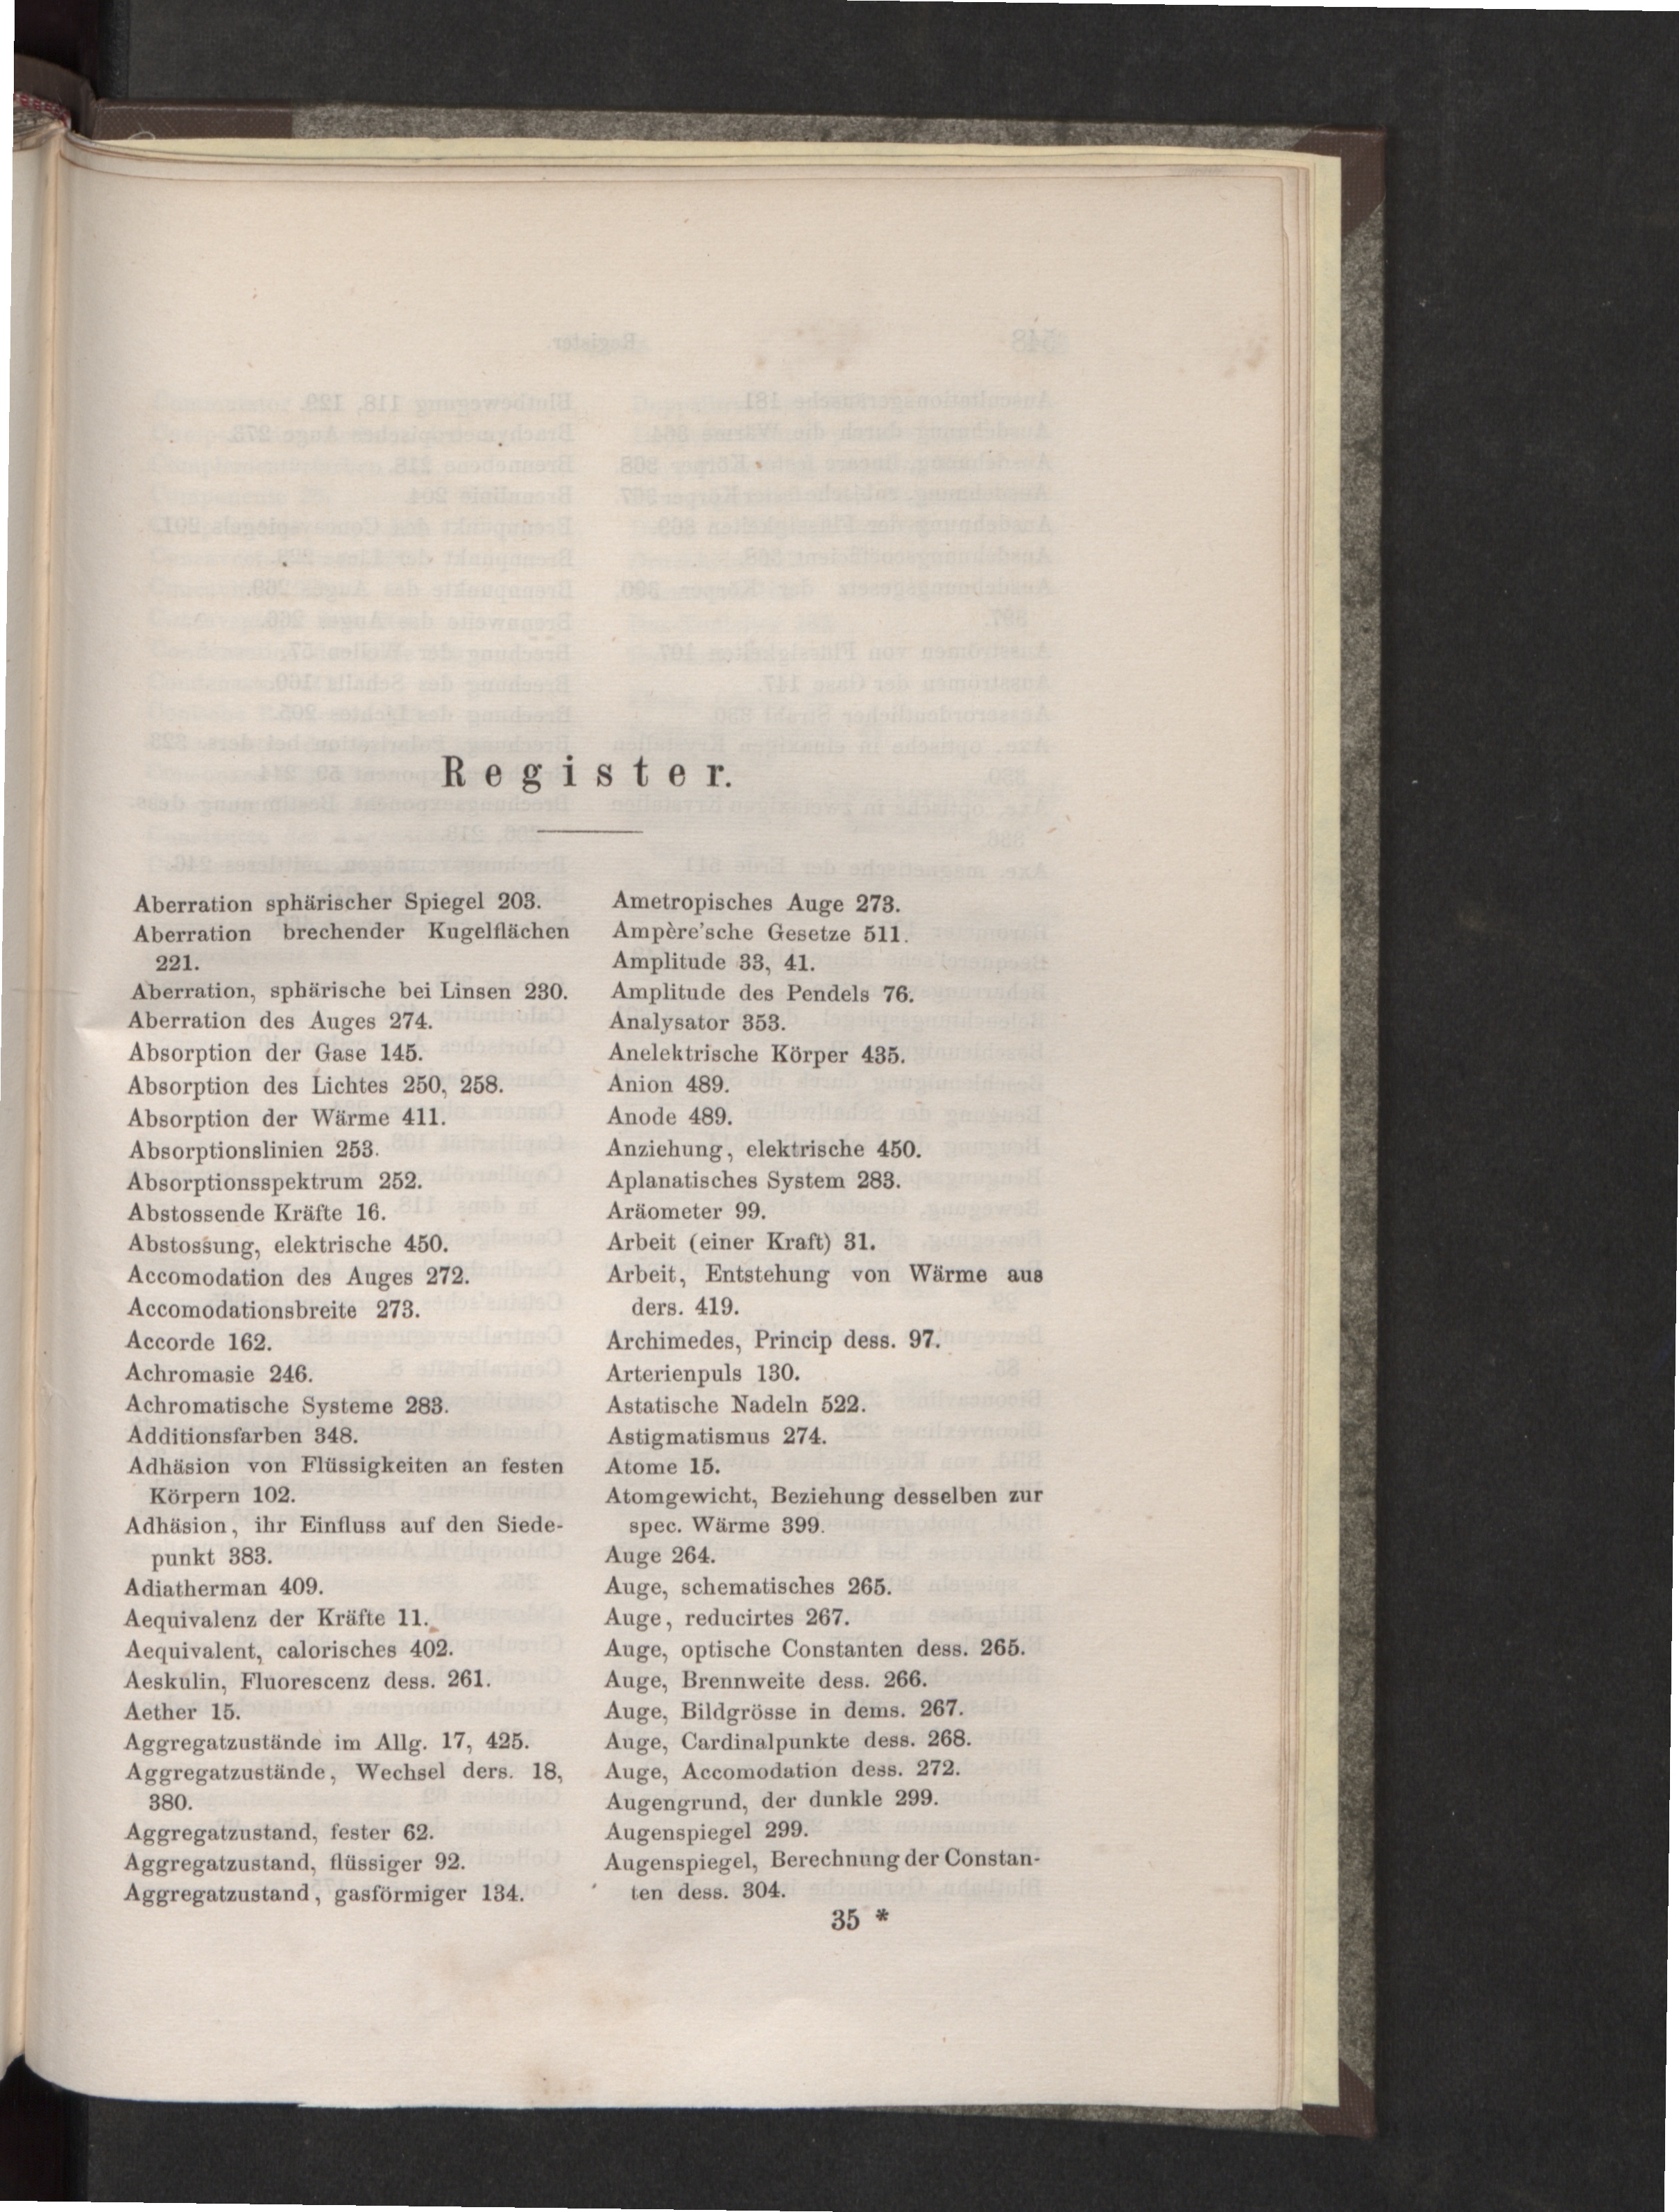 Register.
Aberration sphärischer Spiegel 203.
Aberration brechender Kugelflächen
221.
Aberration, sphärische bei Linsen 230.
Aberration des Auges 274.
Absorption der Gase 145.
Absorption des Lichtes 250, 258.
Absorption der Wärme 411.
Absorptionslinien 253.
Absorptionsspektrum 252.
Abstossende Kräfte 16.
Abstossung, elektrische 450.
Accomodation des Auges 272.
Accomodationsbreite 273.
Accorde 162.
Achromasie 246.
Achromatische Systeme 283.
Additionsfarben 348.
Adhäsion von Flüssigkeiten an festen
Körpern 102.
Adhäsion, ihr Einfluss auf den Siede-
punkt 383.
Adiatherman 409.
Aequivalenz der Kräfte 11.
Aequivalent, calorisches 402.
Aeskulin, Fluorescenz dess. 261.
Aether 15.
Aggregatzustände im Allg. 17, 425.
Aggregatzustände, Wechsel ders. 18,
380.
Aggregatzustand, fester 62.
Aggregatzustand, flüssiger 92.
Aggregatzustand, gasförmiger 134.
Ametropisches Auge 273.
Ampère'sche Gesetze 511.
Amplitude 33, 41.
Amplitude des Pendels 76.
Analysator 353.
Anelektrische Körper 435.
Anion 489.
Anode 489.
Anziehung, elektrische 450.
Aplanatisches System 283.
Aräometer 99.
Arbeit (einer Kraft) 31.
Arbeit, Entstehung von Wärme aus
ders. 419.
Archimedes, Princip dess. 97.
Arterienpuls 130.
Astatische Nadeln 522.
Astigmatismus 274.
Atome 15.
Atomgewicht, Beziehung desselben zur
spec. Wärme 399.
Auge 264.
Auge, schematisches 265.
Auge, reducirtes 267.
Auge, optische Constanten dess. 265.
Auge, Brennweite dess. 266.
Auge, Bildgrösse in dems. 267.
Auge, Cardinalpunkte dess. 268.
Auge, Accomodation dess. 272.
Augengrund, der dunkle 299.
Augenspiegel 299.
Augenspiegel, Berechnung der Constan-
ten dess. 304.
35 *